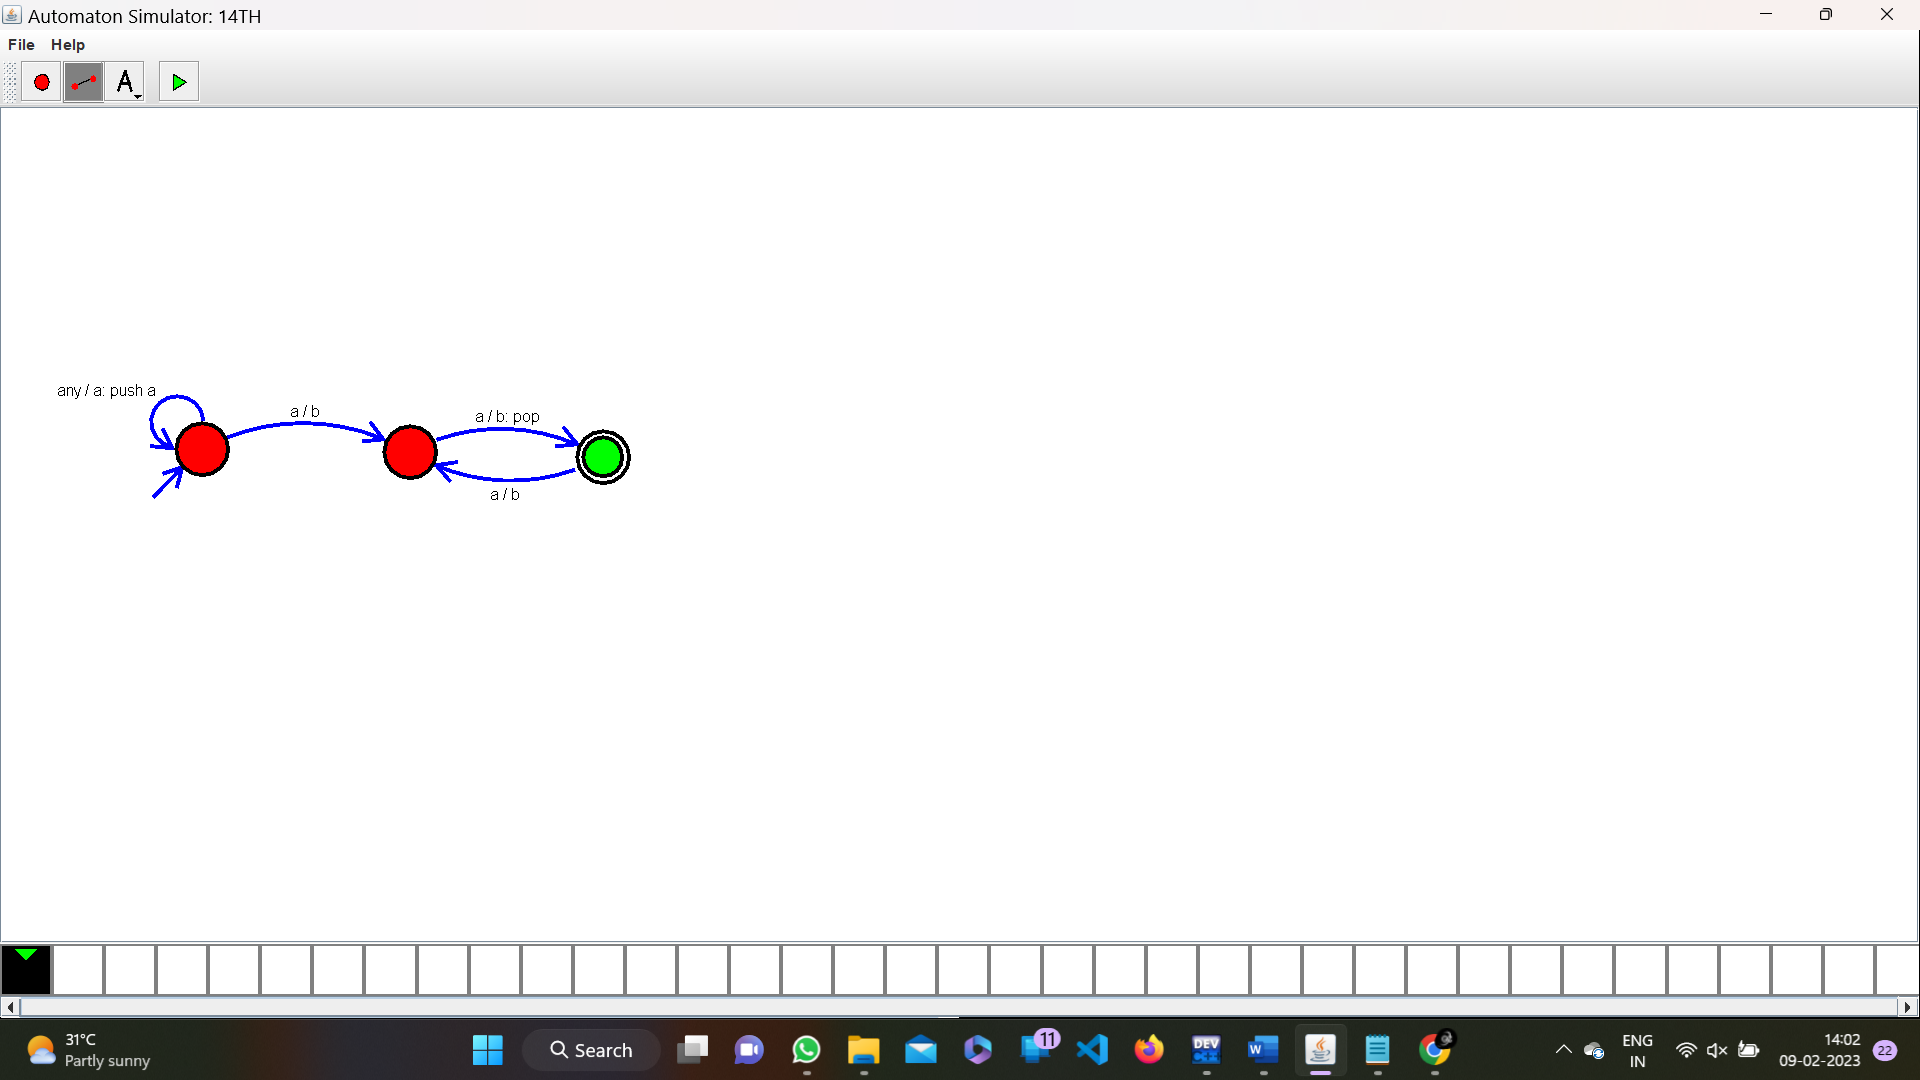 Automaton Simulator: 14TH
File Help
A
any / a: push a
a / b
a / b: pop
a / b
31°C
Partly sunny
Search
11
DEV
C++
W
ENG
IN
14:02
09-02-2023
22